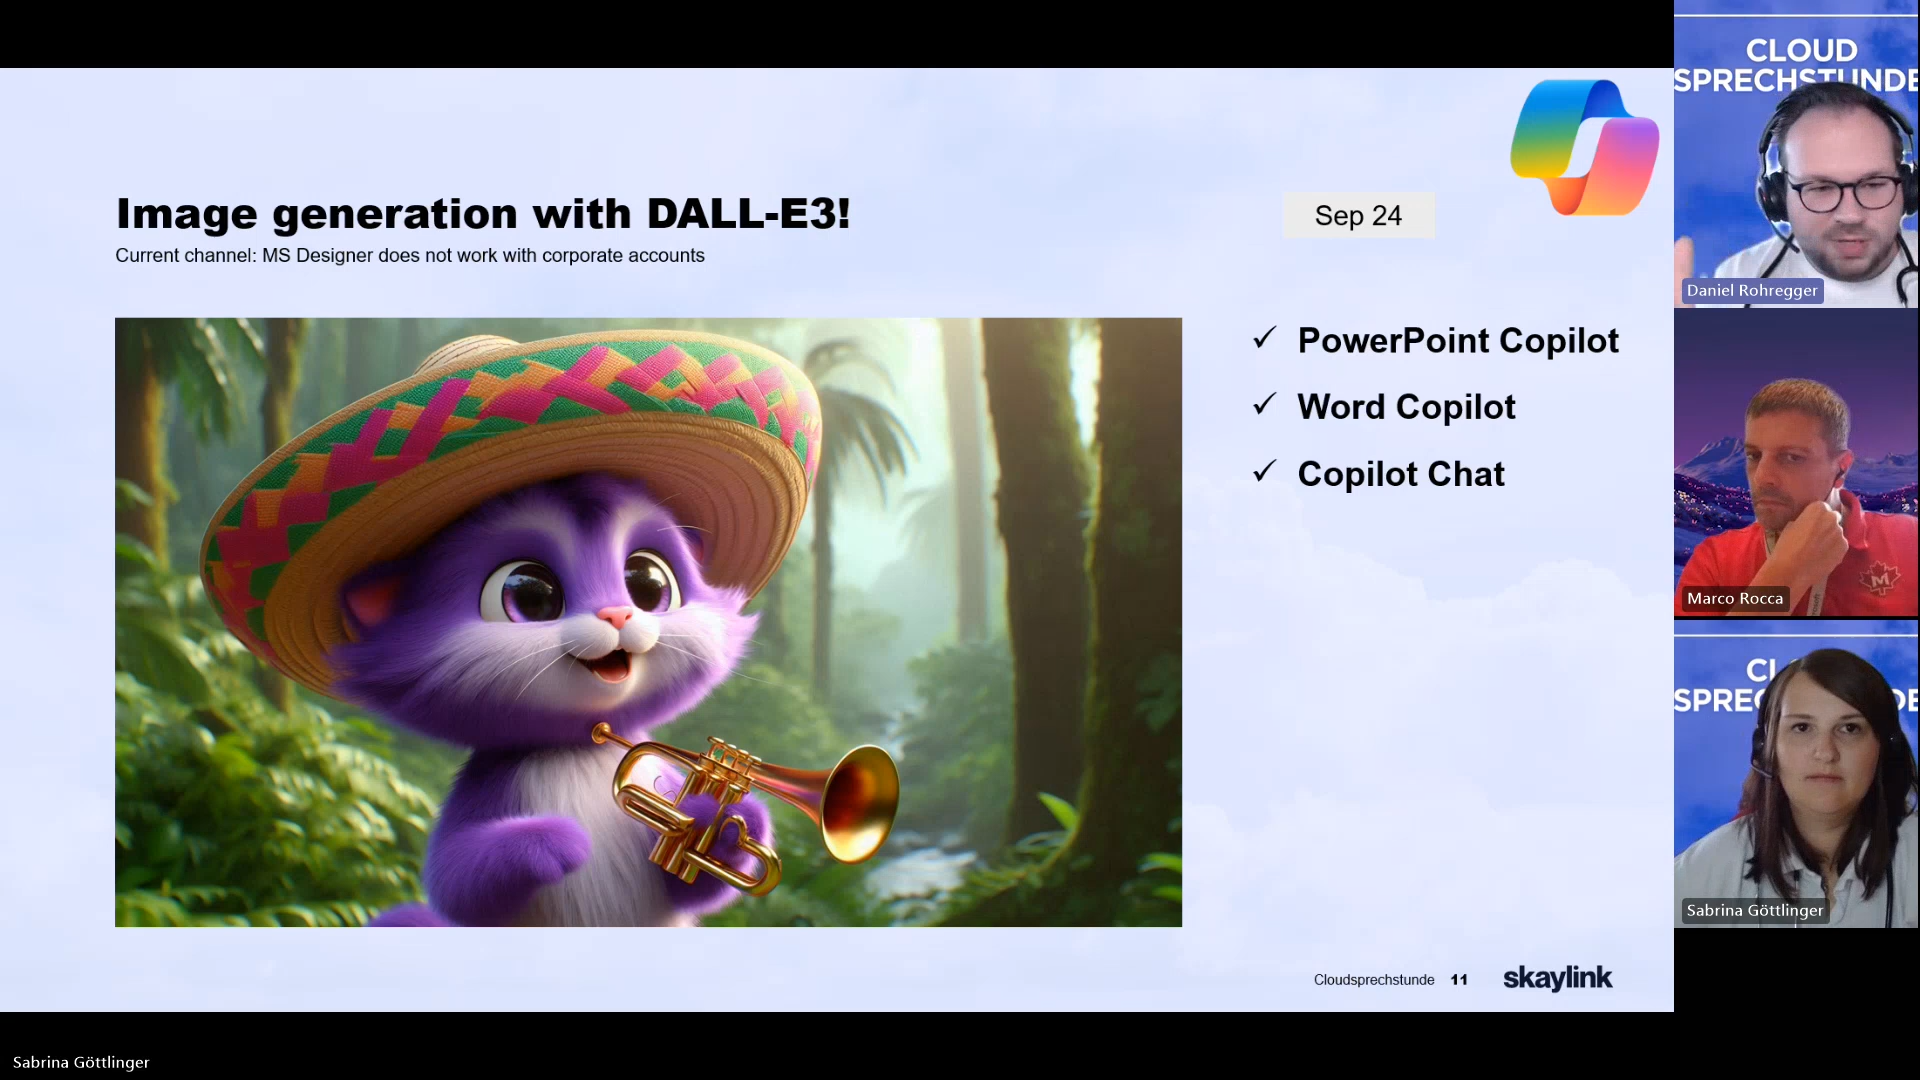 Image generation with DALL-E3!
Current channel: MS Designer does not work with corporate accounts
Sep 24
PowerPoint Copilot
Word Copilot
Copilot Chat
Cloudsprechstunde 11
skaylink
CLOUD
SPRECHSTUNDE
Daniel Rohregger
M
Marco Rocca
Sabrina Göttlinger
Sabrina Göttlinger